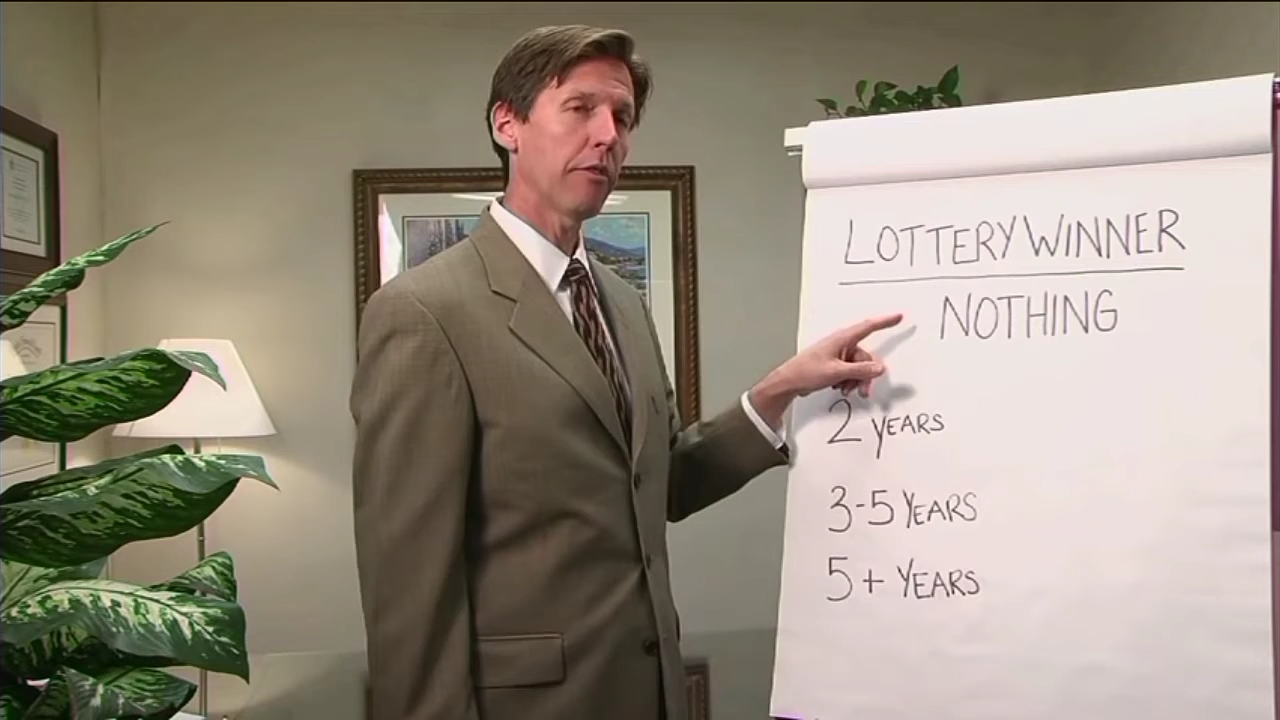 LOTTERY WINNER
NOTHING
2 YEARS
3-5 YEARS
5+ YEARS